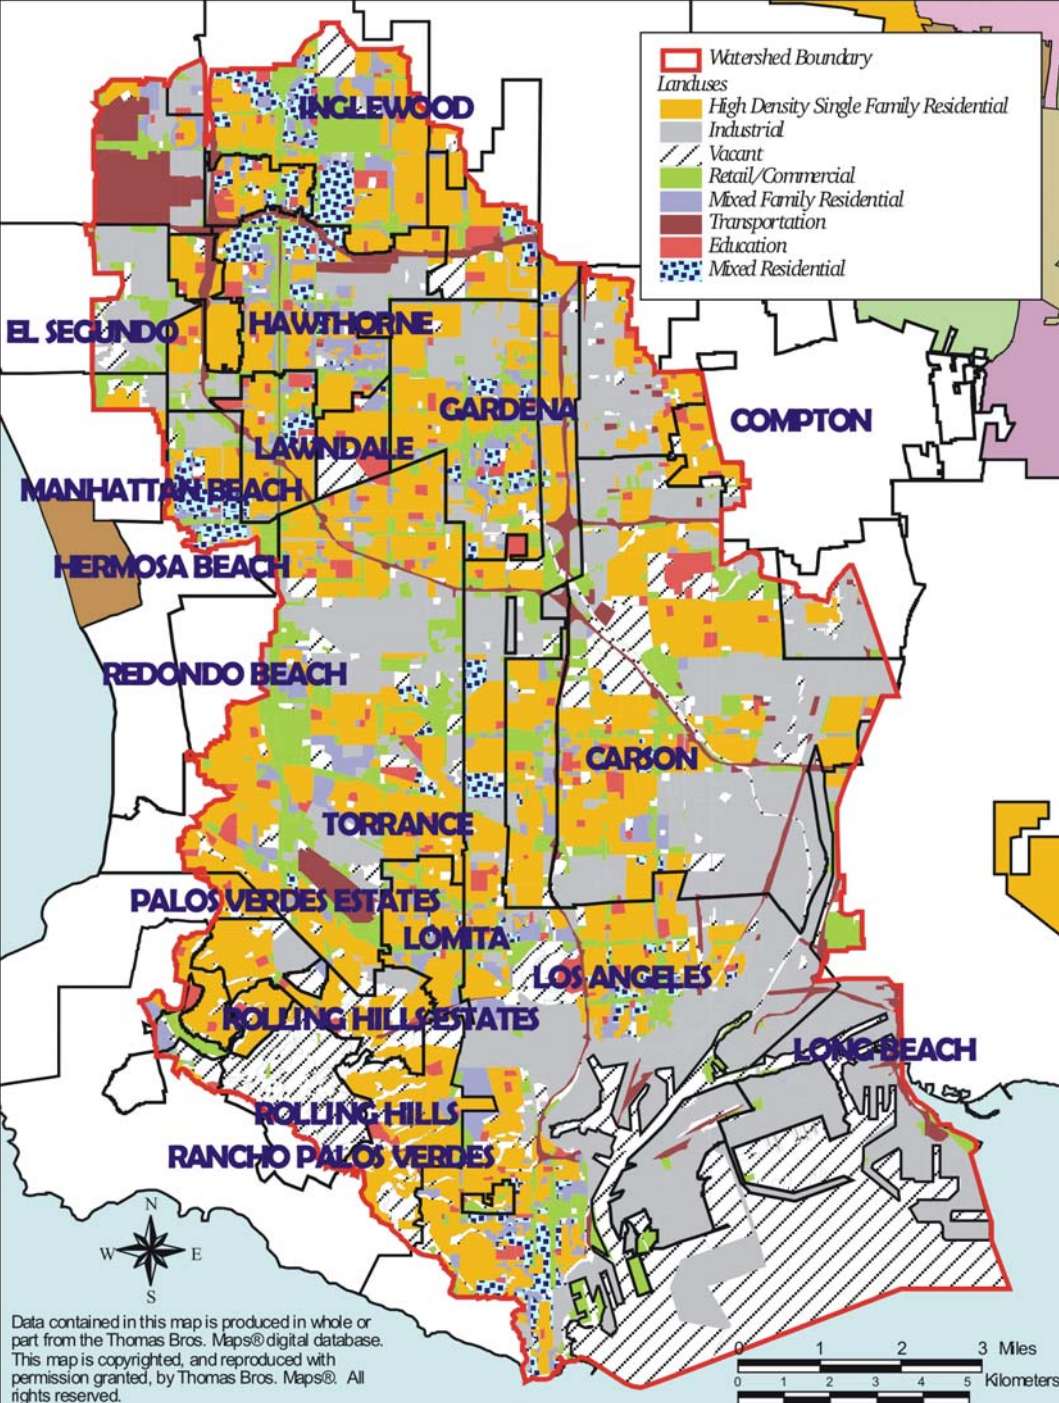 Watershed Boundary
Landuses
High Density Single Family Residential
Industrial
Vacant
Retail/Commercial
Mixed Family Residential
Transportation
Education
Mixed Residential
INGLEWOOD
EL SEGUNDO
HAWTHORNE
GARDENA
COMPTON
LAWNDALE
MANHATTAN BEACH
HERMOSA BEACH
REDONDO BEACH
CARSON
TORRANCE
PALOS VERDES ESTATES
LOMITA
LOS ANGELES
ROLLING HILLS ESTATES
LONG BEACH
ROLLING HILLS
RANCHO PALOS VERDES
N
W E
S
Data contained in this map is produced in whole or
part from the Thomas Bros. Maps® digital database.
This map is copyrighted, and reproduced with
permission granted, by Thomas Bros. Maps®. All
rights reserved.
0 1 2 3 Miles
0 1 2 3 4 5 Kilometers